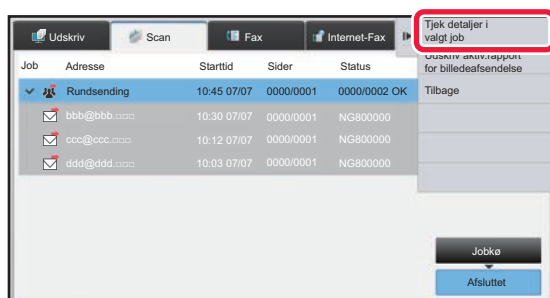 Udskriv Scan Fax Internet-Fax
Tjek detaljer i
valgt job
Job Adresse Starttid Sider Status
Udskriv aktiv.rapport
for billedeafsendelse
Rundsending 10:45 07/07 0000/0001 0000/0002 OK
Tilbage
bbb@bbb.□□□ 10:30 07/07 0000/0001 NG800000
ccc@ccc.□□□ 10:12 07/07 0000/0001 NG800000
ddd@ddd.□□□ 10:03 07/07 0000/0001 NG800000
Jobkø
Afsluttet